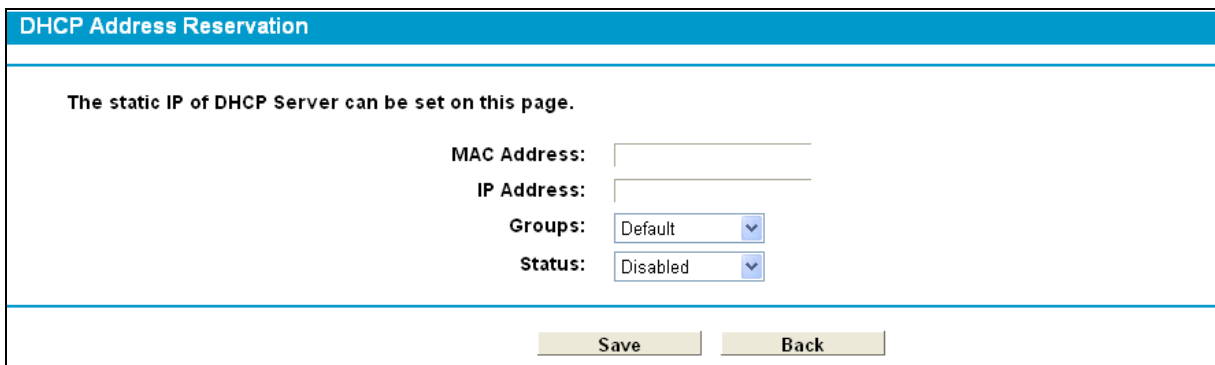 DHCP Address Reservation
The static IP of DHCP Server can be set on this page.
MAC Address:
IP Address:
Groups: Default
Status: Disabled
Save Back